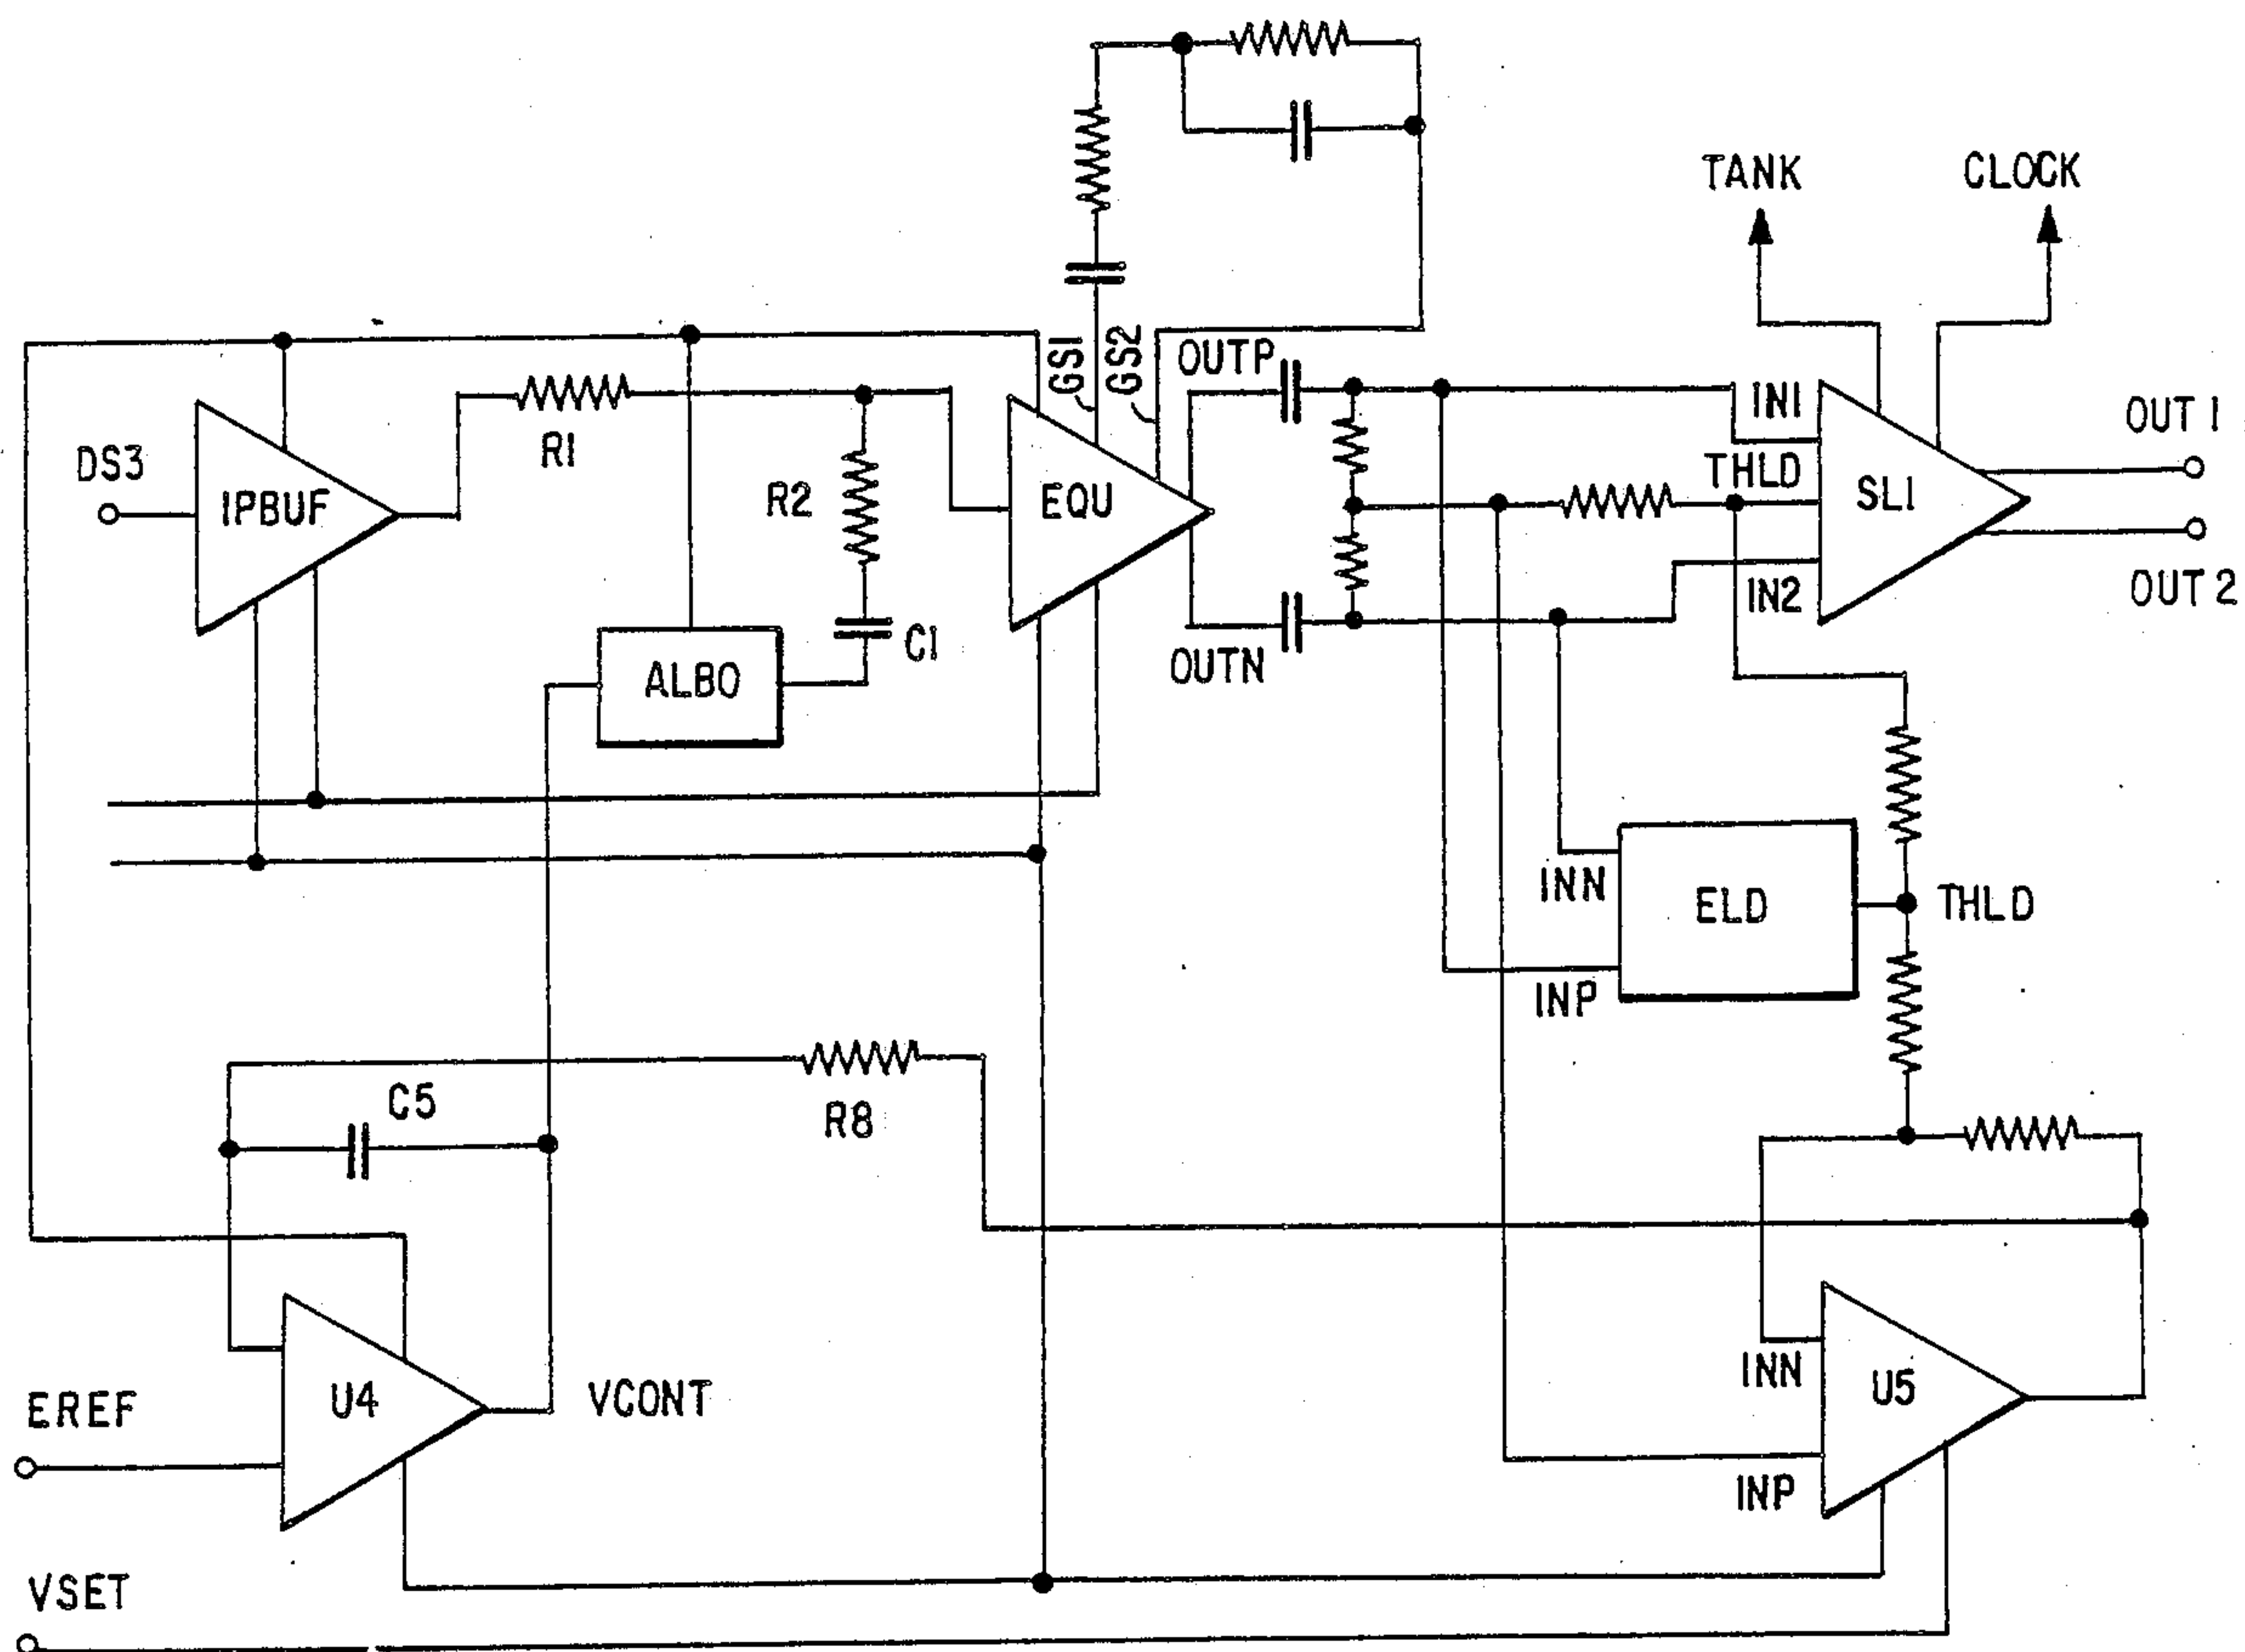 TANK
CLOCK
GS1
GS2
OUTP
IN1
OUT 1
DS3
IPBUF
R1
R2
EQU
THLD
SL1
IN2
OUT 2
C1
ALBO
OUTN
INN
ELD
THLD
INP
C5
R8
EREF
U4
VCONT
INN
U5
INP
VSET